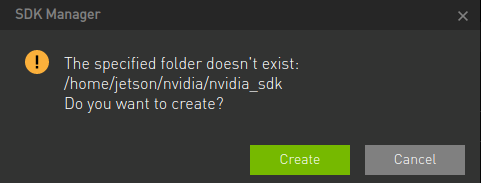 SDK Manager
The specified folder doesn't exist:
/home/jetson/nvidia/nvidia_sdk
Do you want to create?
Create
Cancel